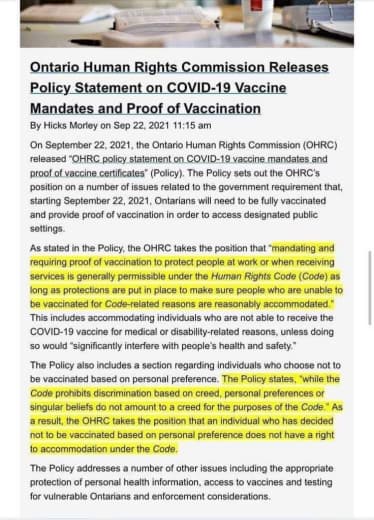 Ontario Human Rights Commission Releases
Policy Statement on COVID-19 Vaccine
Mandates and Proof of Vaccination
By Hicks Morley on Sep 22, 2021 11:15 am
On September 22, 2021, the Ontario Human Rights Commission (OHRC)
released "OHRC policy statement on COVID-19 vaccine mandates and
proof of vaccine certificates" (Policy). The Policy sets out the OHRC's
position on a number of issues related to the government requirement that,
starting September 22, 2021, Ontarians will need to be fully vaccinated
and provide proof of vaccination in order to access designated public
settings.
As stated in the Policy, the OHRC takes the position that "mandating and
requiring proof of vaccination to protect people at work or when receiving
services is generally permissible under the Human Rights Code (Code) as
long as protections are put in place to make sure people who are unable to
be vaccinated for Code-related reasons are reasonably accommodated."
This includes accommodating individuals who are not able to receive the
COVID-19 vaccine for medical or disability-related reasons, unless doing
so would "significantly interfere with people's health and safety."
The Policy also includes a section regarding individuals who choose not to
be vaccinated based on personal preference. The Policy states, "while the
Code prohibits discrimination based on creed, personal preferences or
singular beliefs do not amount to a creed for the purposes of the Code." As
a result, the OHRC takes the position that an individual who has decided
not to be vaccinated based on personal preference does not have a right
to accommodation under the Code.
The Policy addresses a number of other issues including the appropriate
protection of personal health information, access to vaccines and testing
for vulnerable Ontarians and enforcement considerations.